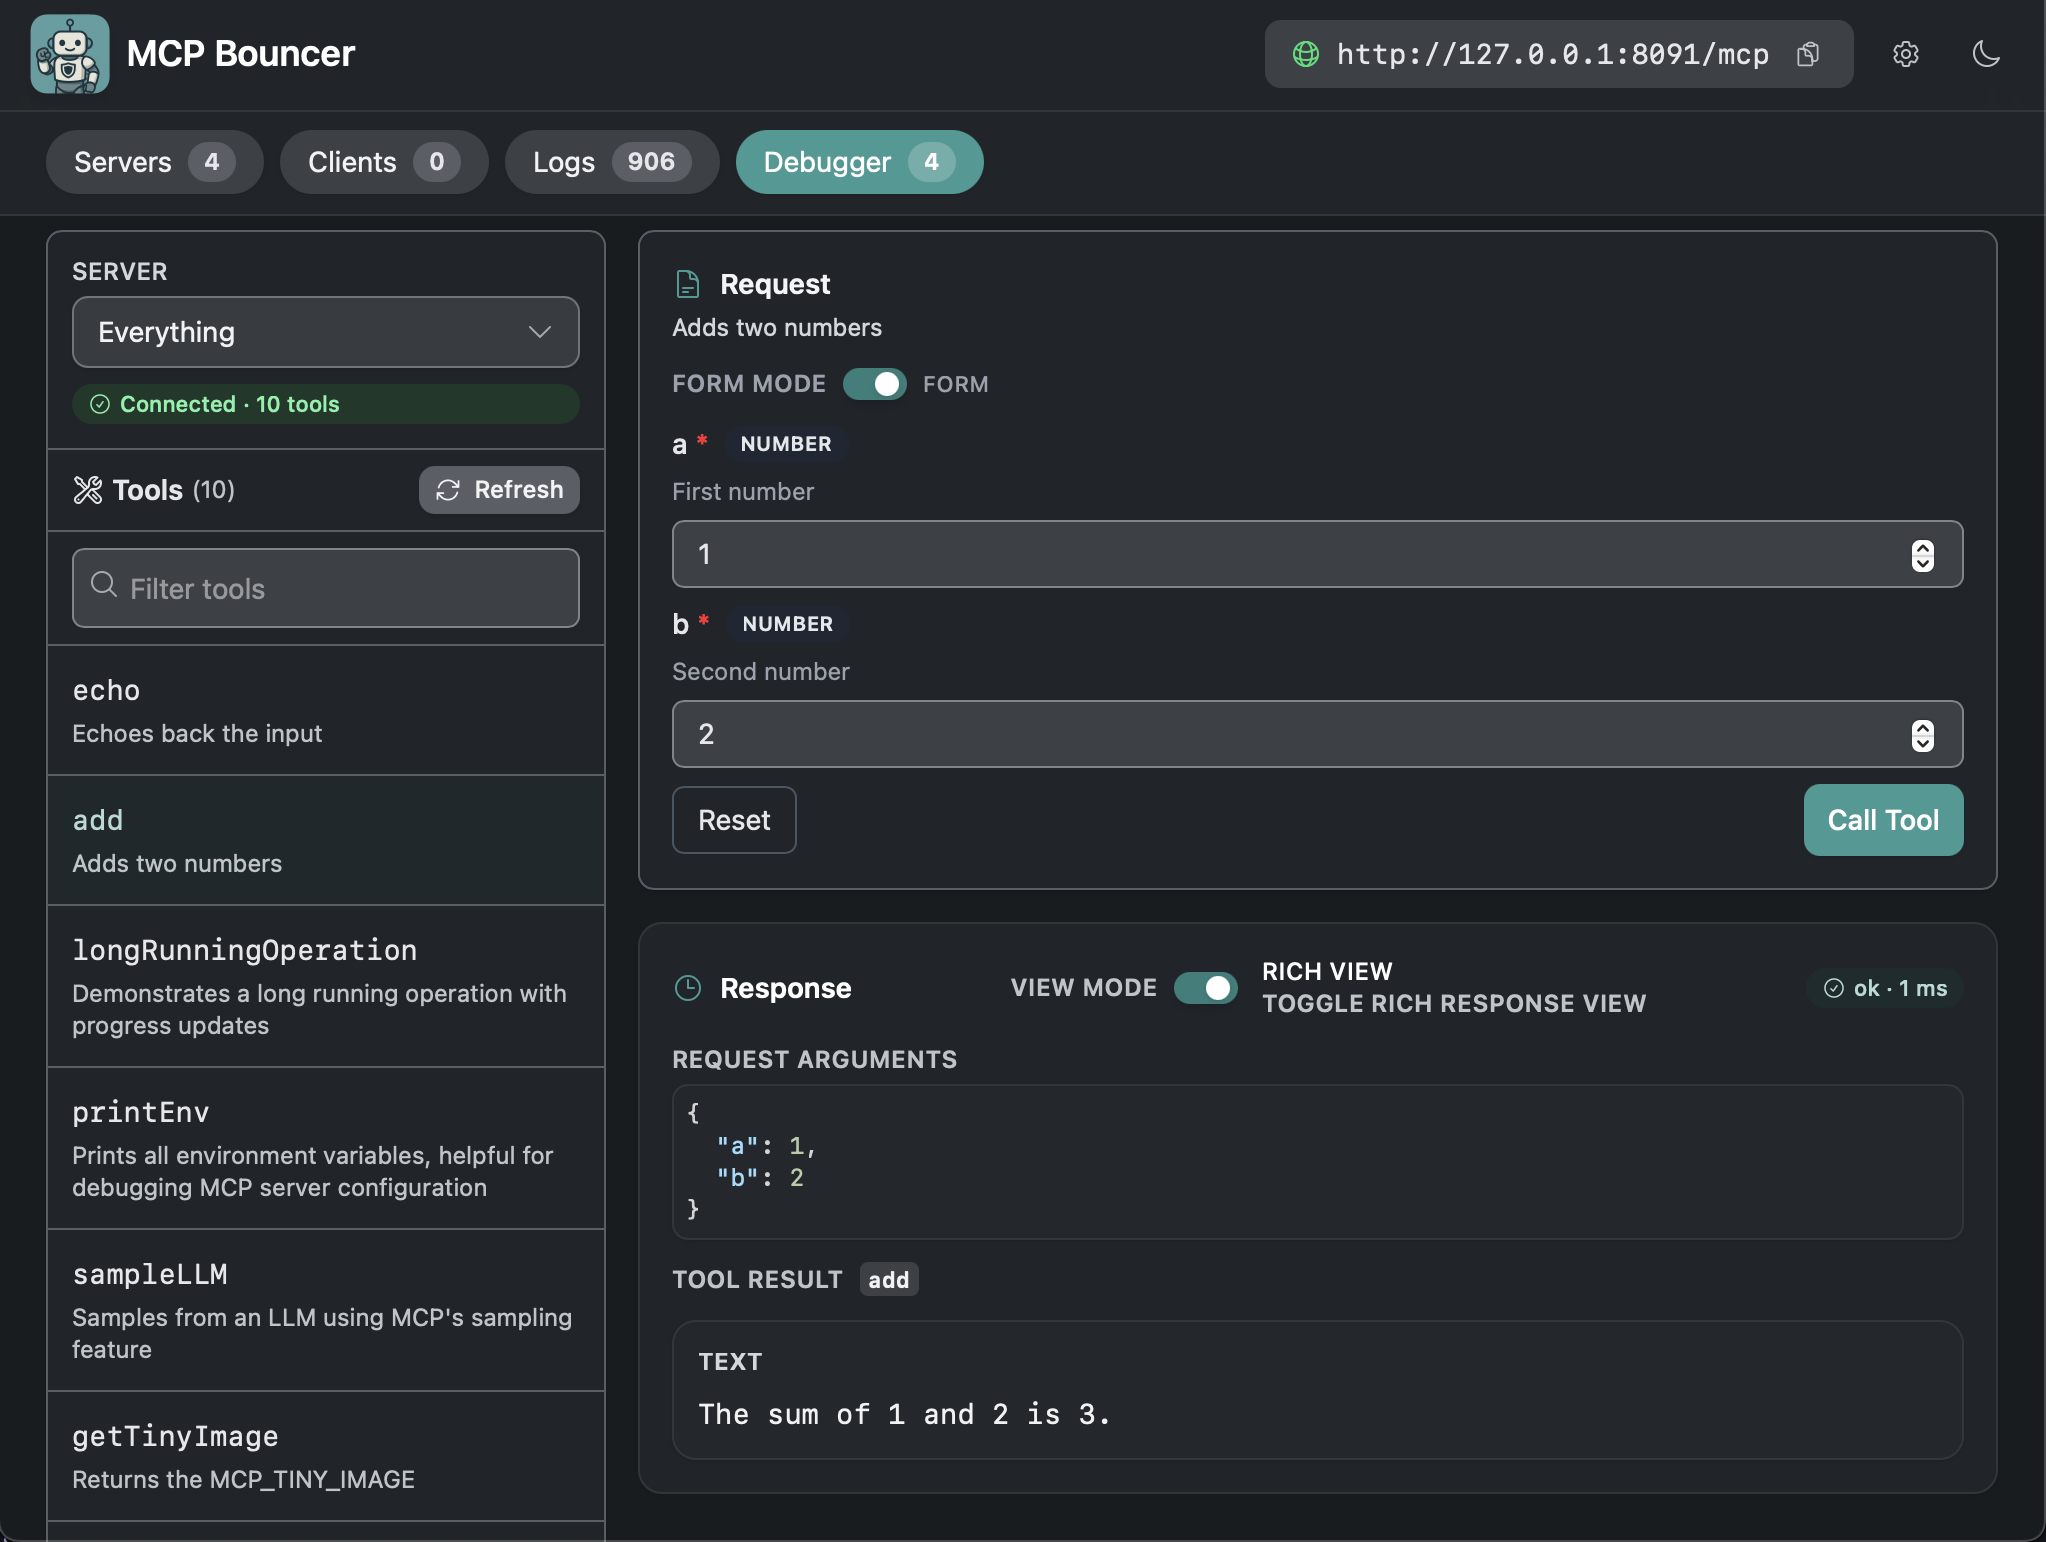 MCP Bouncer
http://127.0.0.1:8091/mcp
Servers 4
Clients 0
Logs 906
Debugger 4
SERVER
Everything
Connected · 10 tools
Tools (10)
Refresh
Filter tools
echo
Echoes back the input
add
Adds two numbers
longRunningOperation
Demonstrates a long running operation with
progress updates
printEnv
Prints all environment variables, helpful for
debugging MCP server configuration
sampleLLM
Samples from an LLM using MCP's sampling
feature
getTinyImage
Returns the MCP_TINY_IMAGE
Request
Adds two numbers
FORM MODE FORM
a * NUMBER
First number
1
b * NUMBER
Second number
2
Reset
Call Tool
Response
VIEW MODE
RICH VIEW
TOGGLE RICH RESPONSE VIEW
ok · 1 ms
REQUEST ARGUMENTS
{
"a": 1,
"b": 2
}
TOOL RESULT add
TEXT
The sum of 1 and 2 is 3.